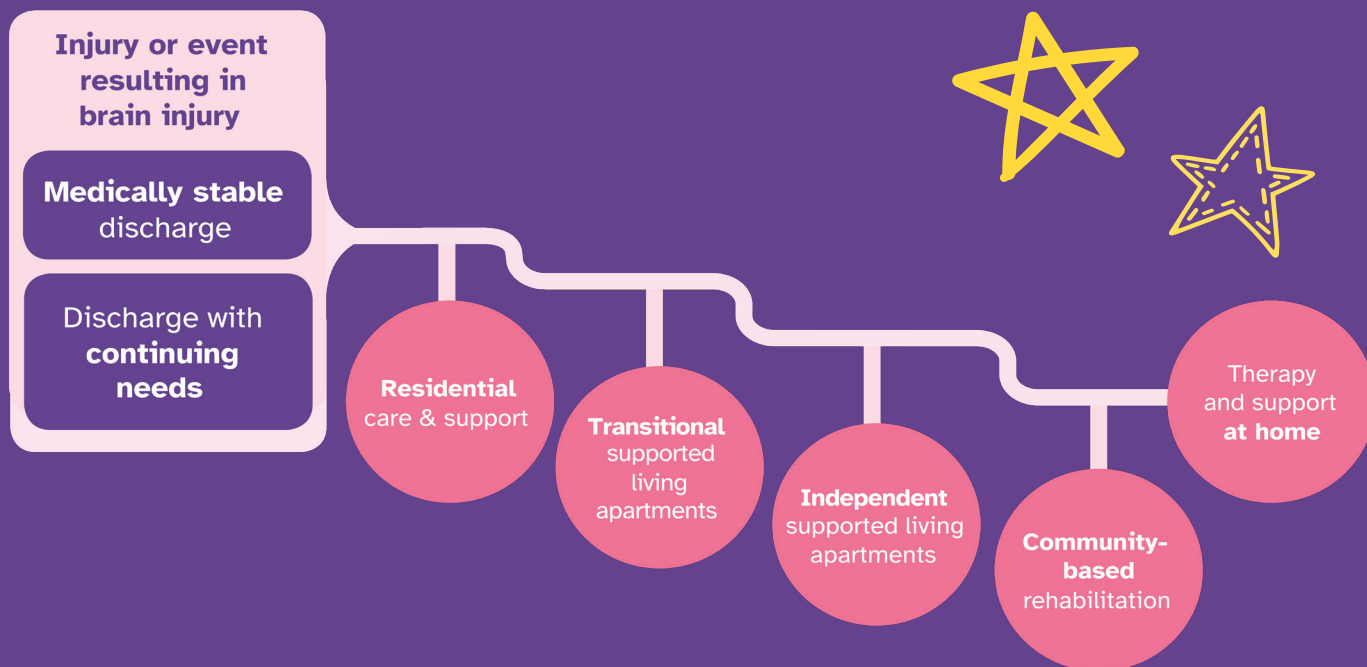 Injury or event
resulting in
brain injury
Medically stable
discharge
Discharge with
continuing
needs
Residential
care & support
Transitional
supported
living
apartments
Independent
supported living
apartments
Community-
based
rehabilitation
Therapy
and support
at home